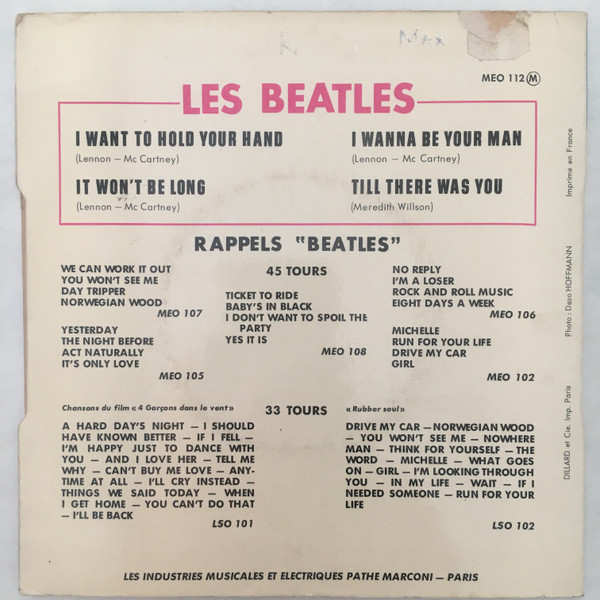 MEO 112 M
LES BEATLES
I WANT TO HOLD YOUR HAND
(Lennon – Mc Cartney)
IT WON'T BE LONG
(Lennon – Mc Cartney)
I WANNA BE YOUR MAN
(Lennon – Mc Cartney)
TILL THERE WAS YOU
(Meredith Willson)
RAPPELS "BEATLES"
45 TOURS
WE CAN WORK IT OUT
YOU WON'T SEE ME
DAY TRIPPER
NORWEGIAN WOOD
MEO 107
YESTERDAY
THE NIGHT BEFORE
ACT NATURALLY
IT'S ONLY LOVE
MEO 105
TICKET TO RIDE
BABY'S IN BLACK
I DON'T WANT TO SPOIL THE
PARTY
YES IT IS
MEO 108
NO REPLY
I'M A LOSER
ROCK AND ROLL MUSIC
EIGHT DAYS A WEEK
MEO 106
MICHELLE
RUN FOR YOUR LIFE
DRIVE MY CAR
GIRL
MEO 102
33 TOURS
Chansons du film « 4 Garçons dans le vent »
A HARD DAY'S NIGHT – I SHOULD
HAVE KNOWN BETTER – IF I FELL –
I'M HAPPY JUST TO DANCE WITH
YOU – AND I LOVE HER – TELL ME
WHY – CAN'T BUY ME LOVE – ANY-
TIME AT ALL – I'LL CRY INSTEAD –
THINGS WE SAID TODAY – WHEN
I GET HOME – YOU CAN'T DO THAT
– I'LL BE BACK
LSO 101
« Rubber soul »
DRIVE MY CAR – NORWEGIAN WOOD
– YOU WON'T SEE ME – NOWHERE
MAN – THINK FOR YOURSELF – THE
WORD – MICHELLE – WHAT GOES
ON – GIRL – I'M LOOKING THROUGH
YOU – IN MY LIFE – WAIT – IF I
NEEDED SOMEONE – RUN FOR YOUR
LIFE
LSO 102
LES INDUSTRIES MUSICALES ET ELECTRIQUES PATHE MARCONI – PARIS
DILLARD et Cie. Imp. Paris
Photo : Dezo HOFFMANN
Imprime en France